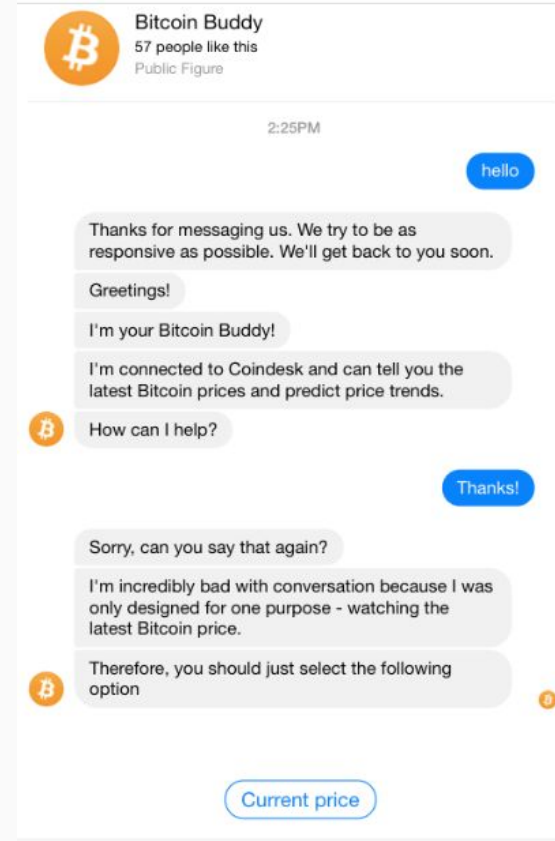 Bitcoin Buddy
57 people like this
Public Figure
2:25PM
hello
Thanks for messaging us. We try to be as
responsive as possible. We'll get back to you soon.
Greetings!
I'm your Bitcoin Buddy!
I'm connected to Coindesk and can tell you the
latest Bitcoin prices and predict price trends.
How can I help?
Thanks!
Sorry, can you say that again?
I'm incredibly bad with conversation because I was
only designed for one purpose - watching the
latest Bitcoin price.
Therefore, you should just select the following
option
Current price